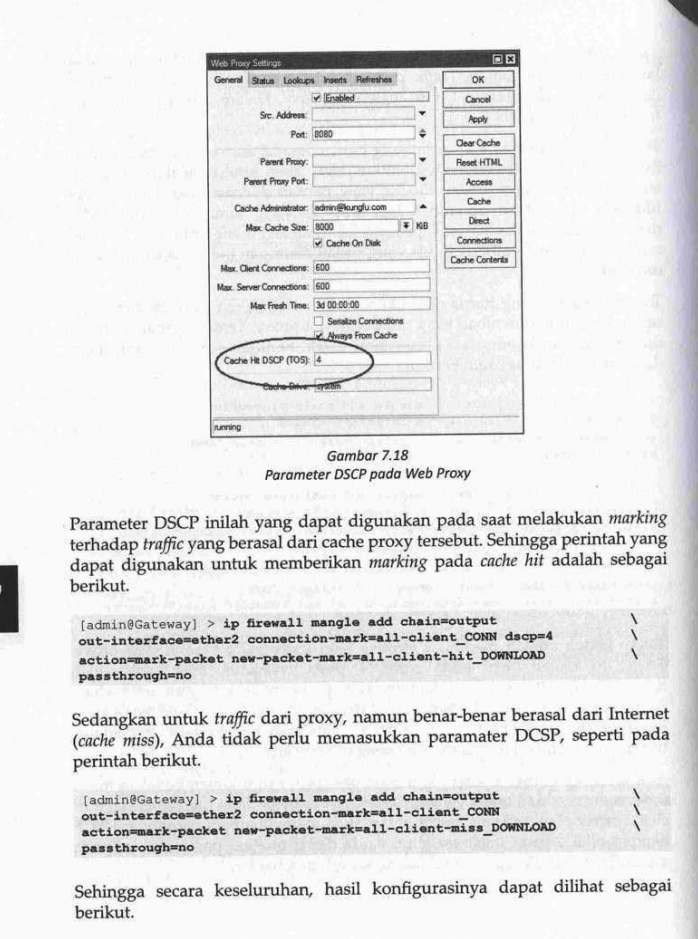 Web Proxy Settings
General Status Lookups Inserts Refreshes
Enabled
Src. Address:
Port: 8080
Parent Proxy:
Parent Proxy Port:
Cache Administrator: admin@kungfu.com
Max. Cache Size: 8000 KiB
Cache On Disk
Max. Client Connections: 600
Max. Server Connections: 600
Max Fresh Time: 3d 00:00:00
Serialize Connections
Always From Cache
Cache Hit DSCP (TOS): 4
Cache Drive: system
running
OK
Cancel
Apply
Clear Cache
Reset HTML
Access
Cache
Direct
Connections
Cache Contents
Gambar 7.18
Parameter DSCP pada Web Proxy
Parameter DSCP inilah yang dapat digunakan pada saat melakukan marking
terhadap traffic yang berasal dari cache proxy tersebut. Sehingga perintah yang
dapat digunakan untuk memberikan marking pada cache hit adalah sebagai
berikut.
[admin@Gateway] > ip firewall mangle add chain=output \
out-interface=ether2 connection-mark=all-client_CONN dscp=4 \
action=mark-packet new-packet-mark=all-client-hit_DOWNLOAD \
passthrough=no
Sedangkan untuk traffic dari proxy, namun benar-benar berasal dari Internet
(cache miss), Anda tidak perlu memasukkan paramater DCSP, seperti pada
perintah berikut.
[admin@Gateway] > ip firewall mangle add chain=output \
out-interface=ether2 connection-mark=all-client_CONN \
action=mark-packet new-packet-mark=all-client-miss_DOWNLOAD \
passthrough=no
Sehingga secara keseluruhan, hasil konfigurasinya dapat dilihat sebagai
berikut.